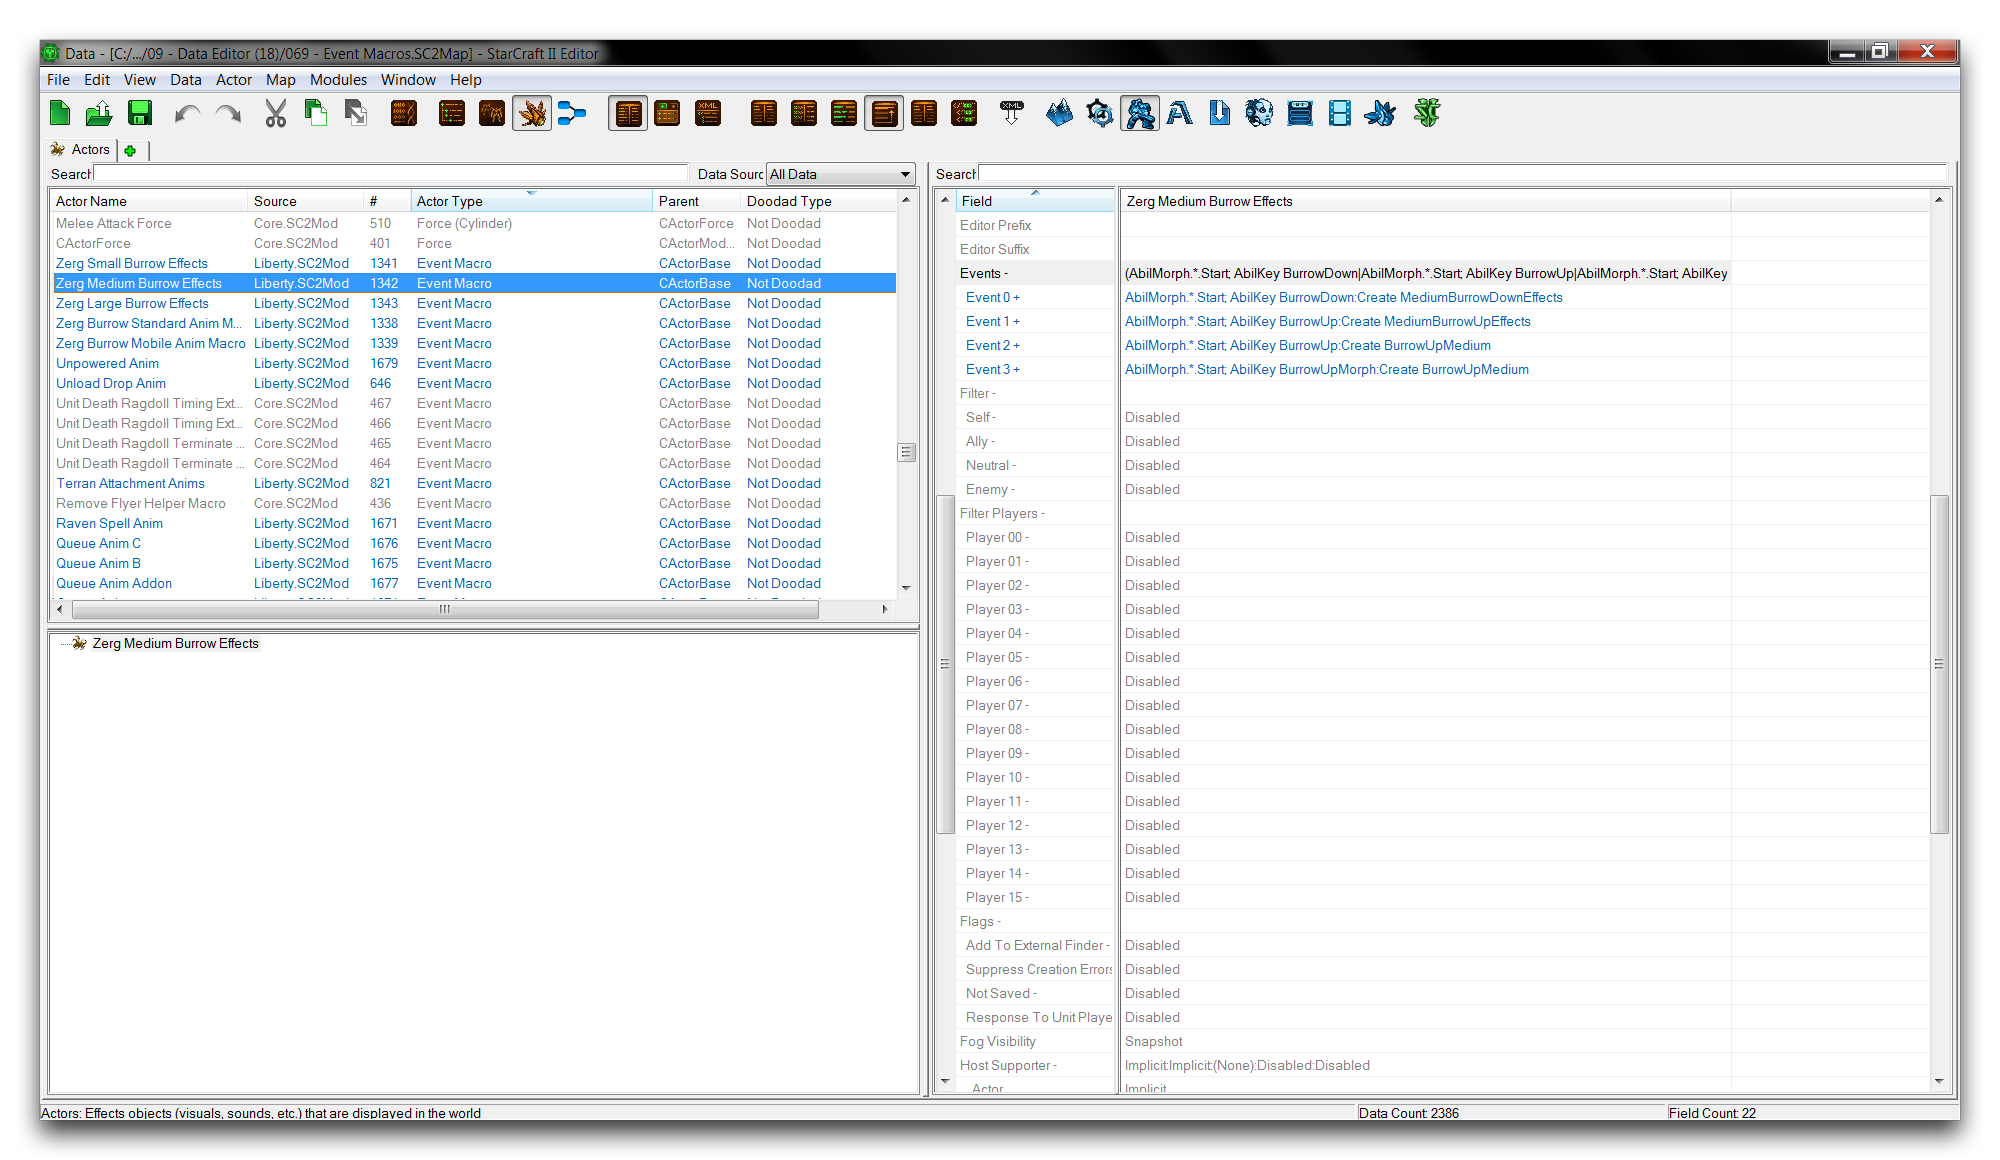 Data - [C:/.../09 - Data Editor (18)/069 - Event Macros.SC2Map] - StarCraft II Editor
File Edit View Data Actor Map Modules Window Help
Actors
Search Data Sourc All Data
Actor Name Source # Actor Type Parent Doodad Type
Melee Attack Force Core.SC2Mod 510 Force (Cylinder) CActorForce Not Doodad
CActorForce Core.SC2Mod 401 Force CActorMod... Not Doodad
Zerg Small Burrow Effects Liberty.SC2Mod 1341 Event Macro CActorBase Not Doodad
Zerg Medium Burrow Effects Liberty.SC2Mod 1342 Event Macro CActorBase Not Doodad
Zerg Large Burrow Effects Liberty.SC2Mod 1343 Event Macro CActorBase Not Doodad
Zerg Burrow Standard Anim M... Liberty.SC2Mod 1338 Event Macro CActorBase Not Doodad
Zerg Burrow Mobile Anim Macro Liberty.SC2Mod 1339 Event Macro CActorBase Not Doodad
Unpowered Anim Liberty.SC2Mod 1679 Event Macro CActorBase Not Doodad
Unload Drop Anim Liberty.SC2Mod 646 Event Macro CActorBase Not Doodad
Unit Death Ragdoll Timing Ext... Core.SC2Mod 467 Event Macro CActorBase Not Doodad
Unit Death Ragdoll Timing Ext... Core.SC2Mod 466 Event Macro CActorBase Not Doodad
Unit Death Ragdoll Terminate ... Core.SC2Mod 465 Event Macro CActorBase Not Doodad
Unit Death Ragdoll Terminate ... Core.SC2Mod 464 Event Macro CActorBase Not Doodad
Terran Attachment Anims Liberty.SC2Mod 821 Event Macro CActorBase Not Doodad
Remove Flyer Helper Macro Core.SC2Mod 436 Event Macro CActorBase Not Doodad
Raven Spell Anim Liberty.SC2Mod 1671 Event Macro CActorBase Not Doodad
Queue Anim C Liberty.SC2Mod 1676 Event Macro CActorBase Not Doodad
Queue Anim B Liberty.SC2Mod 1675 Event Macro CActorBase Not Doodad
Queue Anim Addon Liberty.SC2Mod 1677 Event Macro CActorBase Not Doodad
Zerg Medium Burrow Effects
Search
Field Zerg Medium Burrow Effects
Editor Prefix
Editor Suffix
Events - (AbilMorph.*.Start; AbilKey BurrowDown|AbilMorph.*.Start; AbilKey BurrowUp|AbilMorph.*.Start; AbilKey
Event 0 + AbilMorph.*.Start; AbilKey BurrowDown:Create MediumBurrowDownEffects
Event 1 + AbilMorph.*.Start; AbilKey BurrowUp:Create MediumBurrowUpEffects
Event 2 + AbilMorph.*.Start; AbilKey BurrowUp:Create BurrowUpMedium
Event 3 + AbilMorph.*.Start; AbilKey BurrowUpMorph:Create BurrowUpMedium
Filter -
Self - Disabled
Ally - Disabled
Neutral - Disabled
Enemy - Disabled
Filter Players -
Player 00 - Disabled
Player 01 - Disabled
Player 02 - Disabled
Player 03 - Disabled
Player 04 - Disabled
Player 05 - Disabled
Player 06 - Disabled
Player 07 - Disabled
Player 08 - Disabled
Player 09 - Disabled
Player 10 - Disabled
Player 11 - Disabled
Player 12 - Disabled
Player 13 - Disabled
Player 14 - Disabled
Player 15 - Disabled
Flags -
Add To External Finder - Disabled
Suppress Creation Errors Disabled
Not Saved - Disabled
Response To Unit Playe Disabled
Fog Visibility Snapshot
Host Supporter - Implicit:Implicit:(None):Disabled:Disabled
Actor Implicit
Actors: Effects objects (visuals, sounds, etc.) that are displayed in the world Data Count: 2386 Field Count: 22